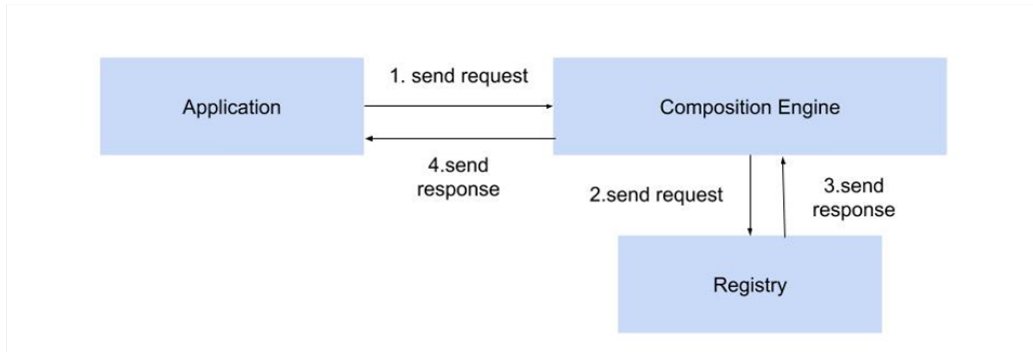 1. send request
Application
Composition Engine
4.send
response
2.send request
3.send
response
Registry